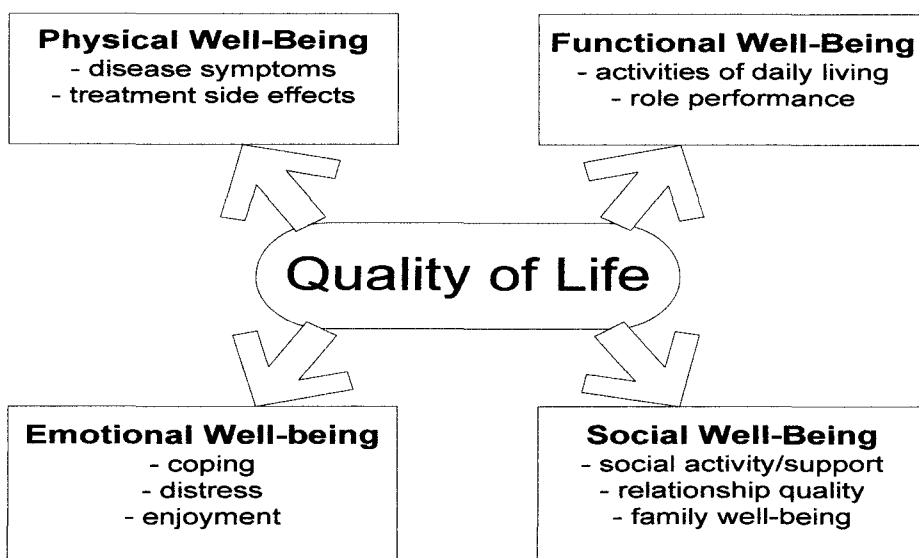 Physical Well-Being
- disease symptoms
- treatment side effects
Functional Well-Being
- activities of daily living
- role performance
Quality of Life
Emotional Well-being
- coping
- distress
- enjoyment
Social Well-Being
- social activity/support
- relationship quality
- family well-being